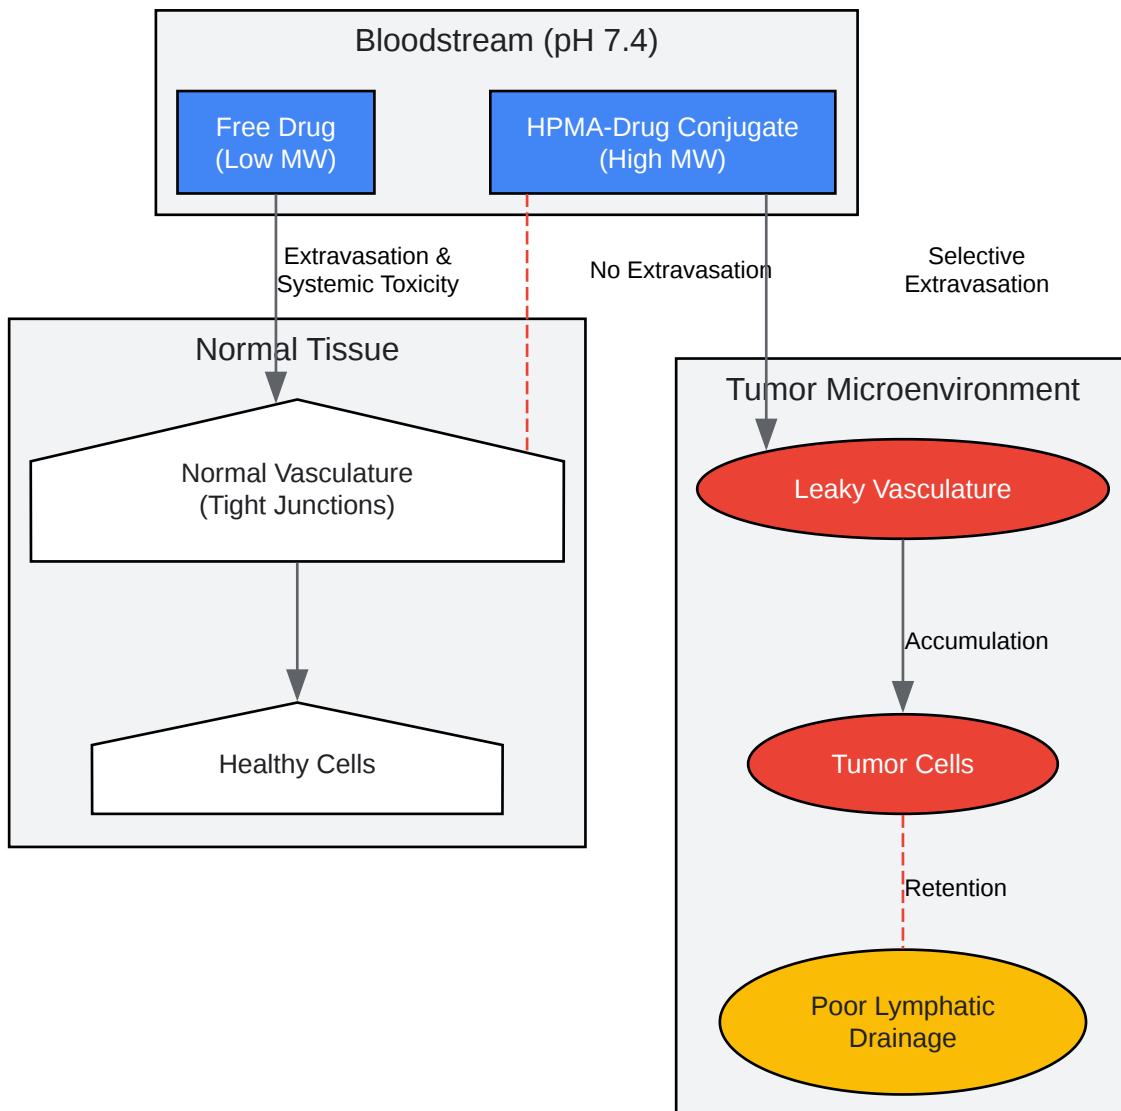 Bloodstream (pH 7.4)
Free Drug
(Low MW)
HPMA-Drug Conjugate
(High MW)
Extravasation &
Systemic Toxicity
No Extravasation
Selective
Extravasation
Normal Tissue
Normal Vasculature
(Tight Junctions)
Healthy Cells
Tumor Microenvironment
Leaky Vasculature
Accumulation
Tumor Cells
Retention
Poor Lymphatic
Drainage